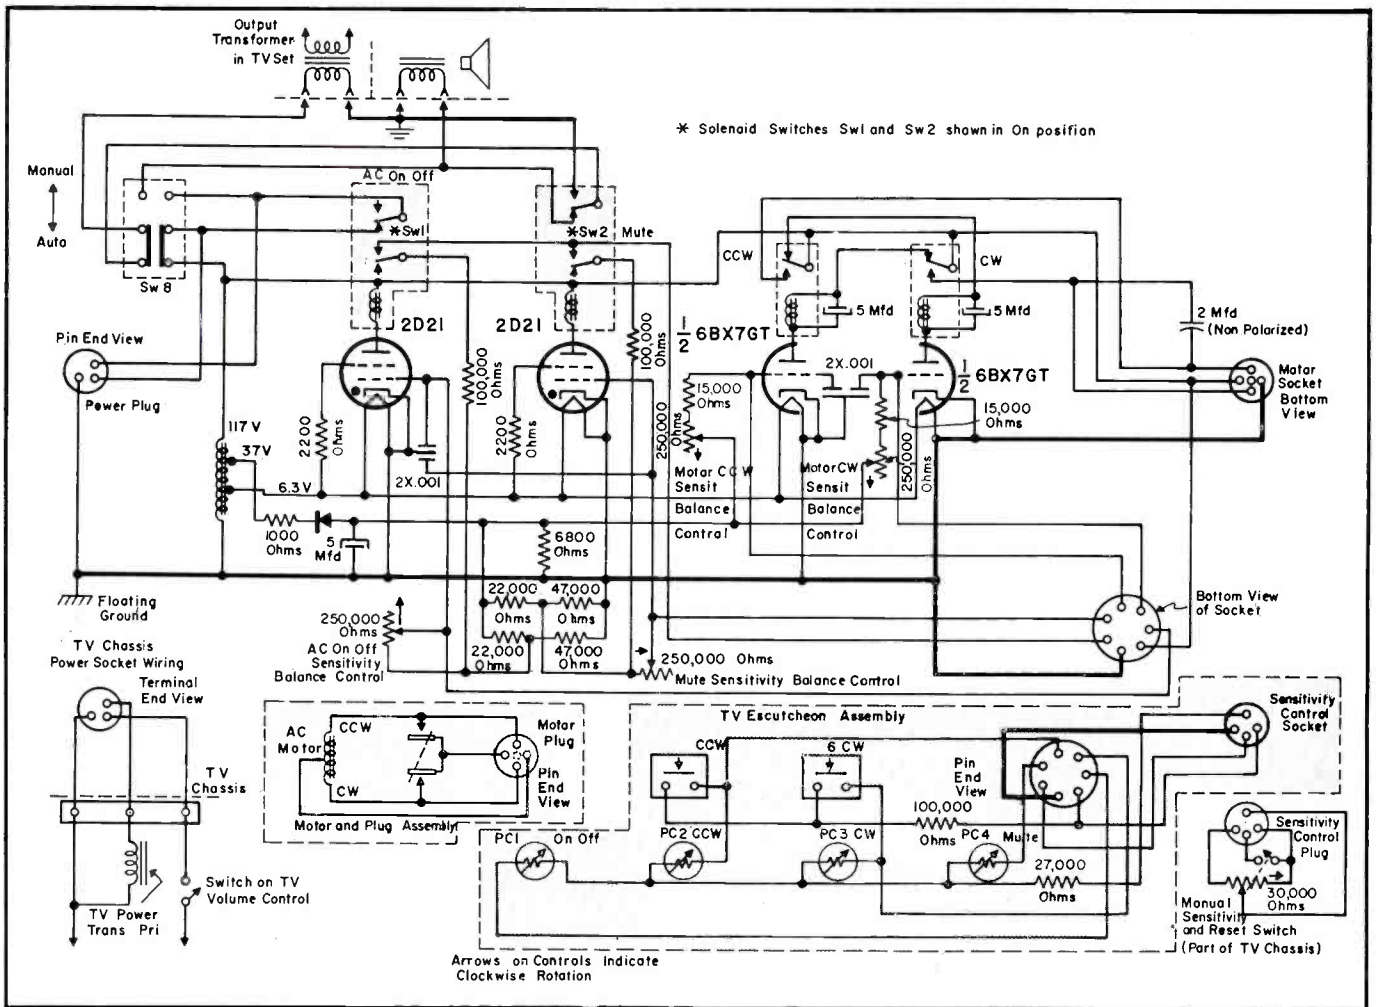 Output
Transformer
in TV Set
* Solenaid Switches Sw1 and Sw2 shown in On positian
Manual
Auto
AC On Off
*Sw1
*Sw2
Mute
CCW
CW
Sw 8
2D21
2D21
.5 Mfd
.5 Mfd
2 Mfd
(Non Polarized)
1/2 6BX7GT
1/2 6BX7GT
Pin End View
Power Plug
100,000
Ohms
100,000
Ohms
2X.001
15,000
Ohms
15,000
Ohms
Matar
Socket
Bottom
View
117V
37V
6.3V
2200
Ohms
2200
Ohms
250,000
Ohms
250,000
Ohms
2X.001
Motar CCW
Sensit
Balance
Cantral
Motar CW
Sensit
Balance
Control
1000
Ohms
5
Mfd
6800
Ohms
Floating
Ground
22,000
Ohms
47,000
Ohms
22,000
Ohms
47,000
Ohms
250,000
Ohms
AC On Off
Sensitivity
Balance Control
250,000 Ohms
Mute Sensitivity Balance Cantrol
Bottom View
of Socket
TV Chassis
Power Socket Wiring
Terminal
End View
TV
Chassis
Switch on TV
Volume Control
TV Power
Trans Pri
AC
Motor
CCW
CW
Motor
Plug
Pin
End
View
Motor and Plug Assembly
TV Escutcheon Assembly
CCW
6 CW
Pin
End
View
Sensitivity
Cantral
Socket
100,000
Ohms
PC1
On Off
PC2 CCW
PC3 CW
PC4
Mute
27,000
Ohms
Sensitivity
Control
Plug
30,000
Ohms
Manual
Sensitivity
and Reset Switch
(Part of TV Chassis)
Arrows on Controls Indicate
Clockwise Rotation